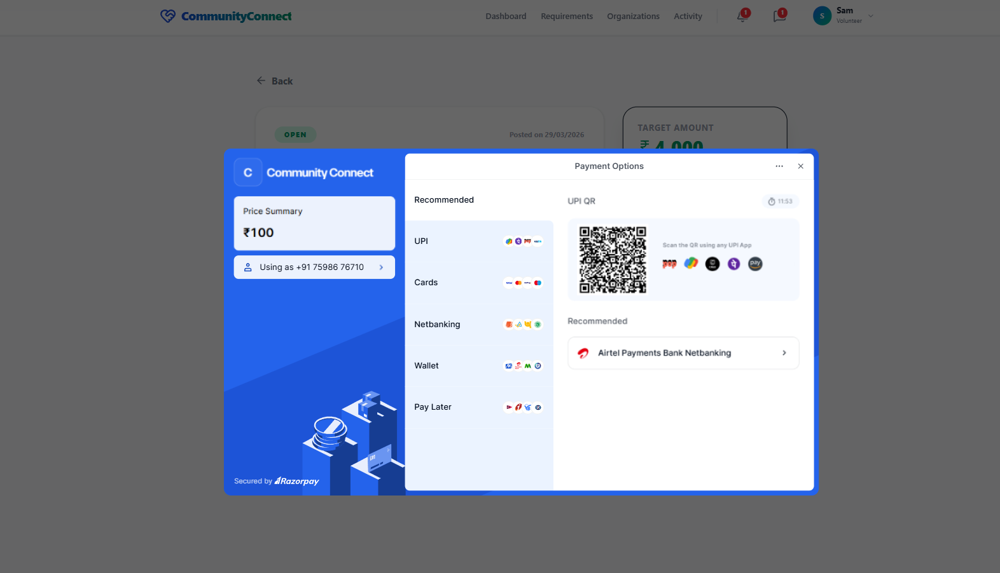 CommunityConnect
Dashboard
Requirements
Organizations
Activity
1
1
S
Sam
Volunteer
Back
OPEN
Posted on 29/03/2026
TARGET AMOUNT
₹ 4,000
C
Community Connect
Price Summary
₹100
Using as +91 75986 76710
Secured by Razorpay
Payment Options
Recommended
UPI
Cards
Netbanking
Wallet
Pay Later
UPI QR
11:53
Scan the QR using any UPI App
pay
Recommended
Airtel Payments Bank Netbanking